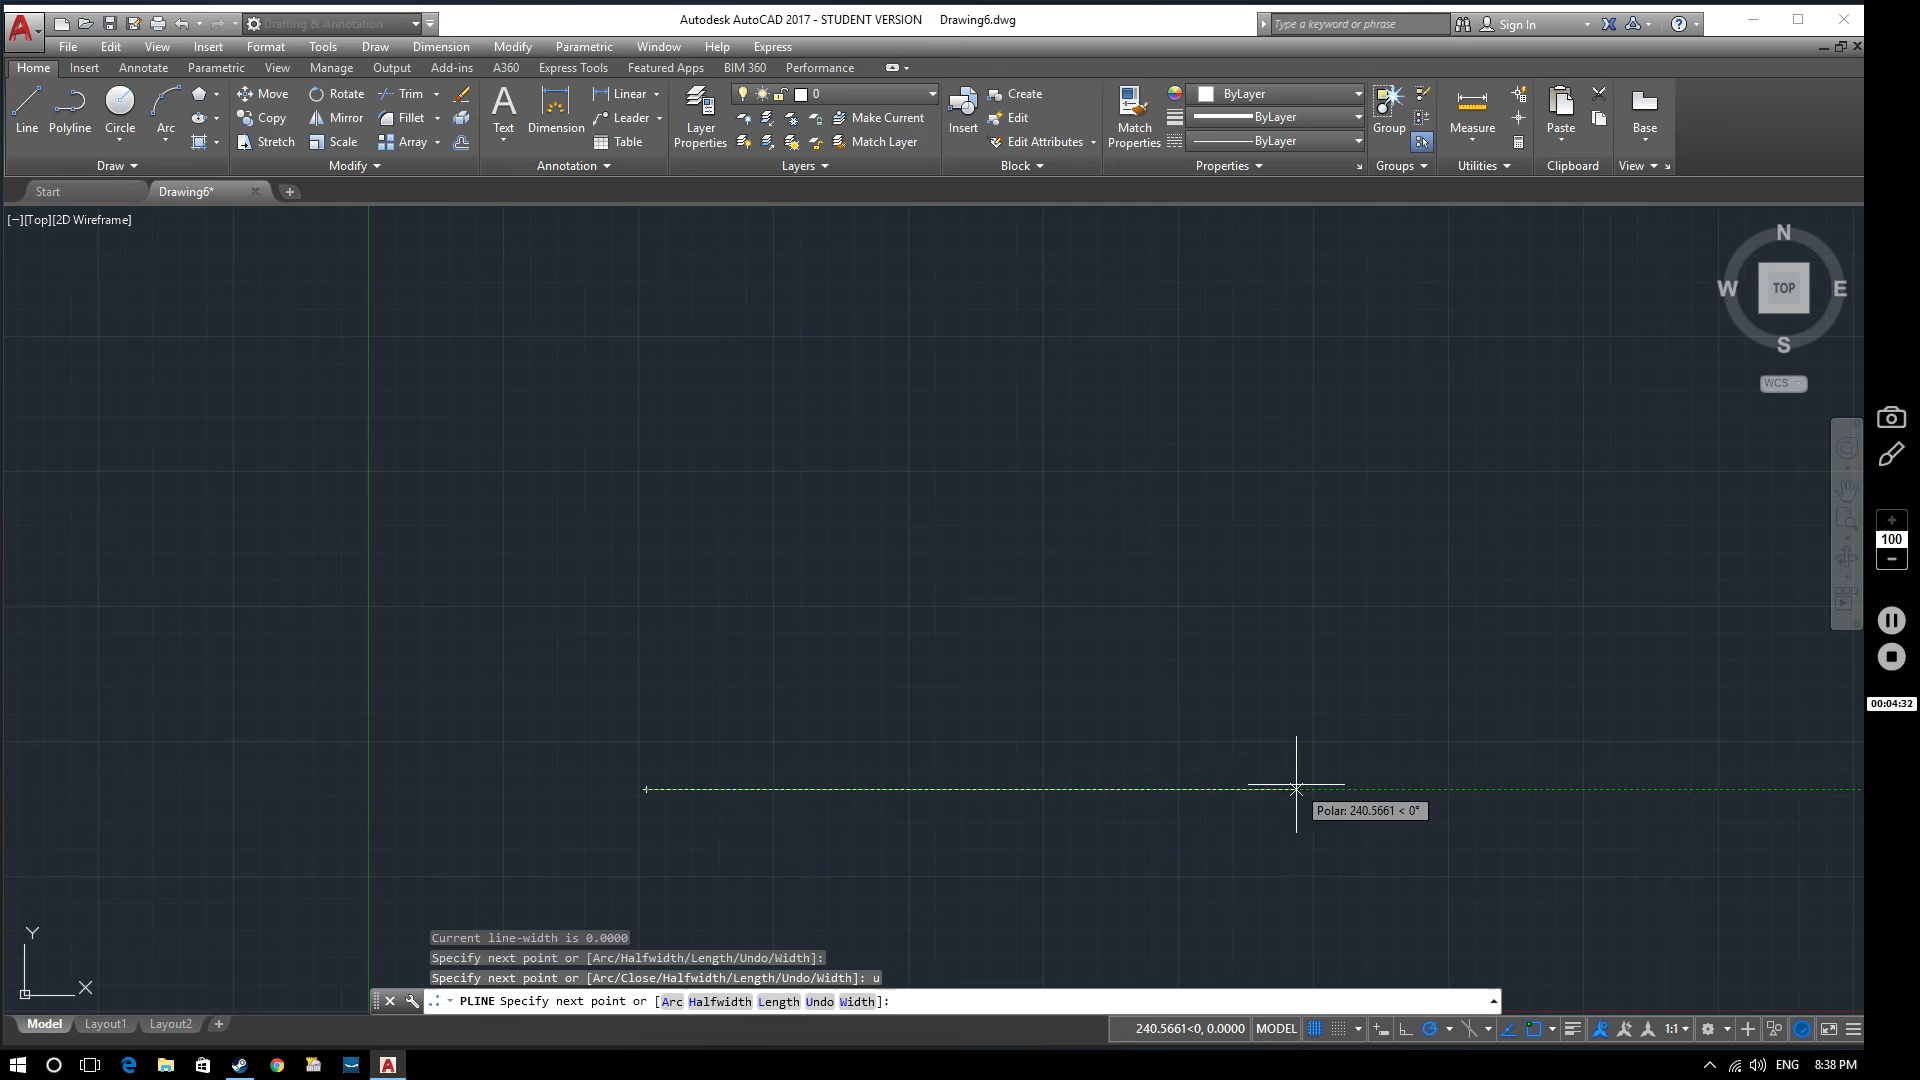 Drafting & Annotation
Autodesk AutoCAD 2017 - STUDENT VERSION Drawing6.dwg
Type a keyword or phrase
Sign In
File Edit View Insert Format Tools Draw Dimension Modify Parametric Window Help Express
Home Insert Annotate Parametric View Manage Output Add-ins A360 Express Tools Featured Apps BIM 360 Performance
Move Rotate Trim Linear 0 Create ByLayer
Copy Mirror Fillet Leader Make Current Edit ByLayer
Line Polyline Circle Arc Text Dimension Insert Group Measure Paste Base
Stretch Scale Array Table Layer Properties Match Layer Edit Attributes Match Properties ByLayer
Draw Modify Annotation Layers Block Properties Groups Utilities Clipboard View
Start Drawing6*
[−][Top][2D Wireframe]
N
W TOP E
S
WCS
100
00:04:32
Polar: 240.5661 < 0°
Y
X
Current line-width is 0.0000
Specify next point or [Arc/Halfwidth/Length/Undo/Width]:
Specify next point or [Arc/Close/Halfwidth/Length/Undo/Width]: u
PLINE Specify next point or [Arc Halfwidth Length Undo Width]:
Model Layout1 Layout2
240.5661<0, 0.0000 MODEL 1:1
ENG 8:38 PM